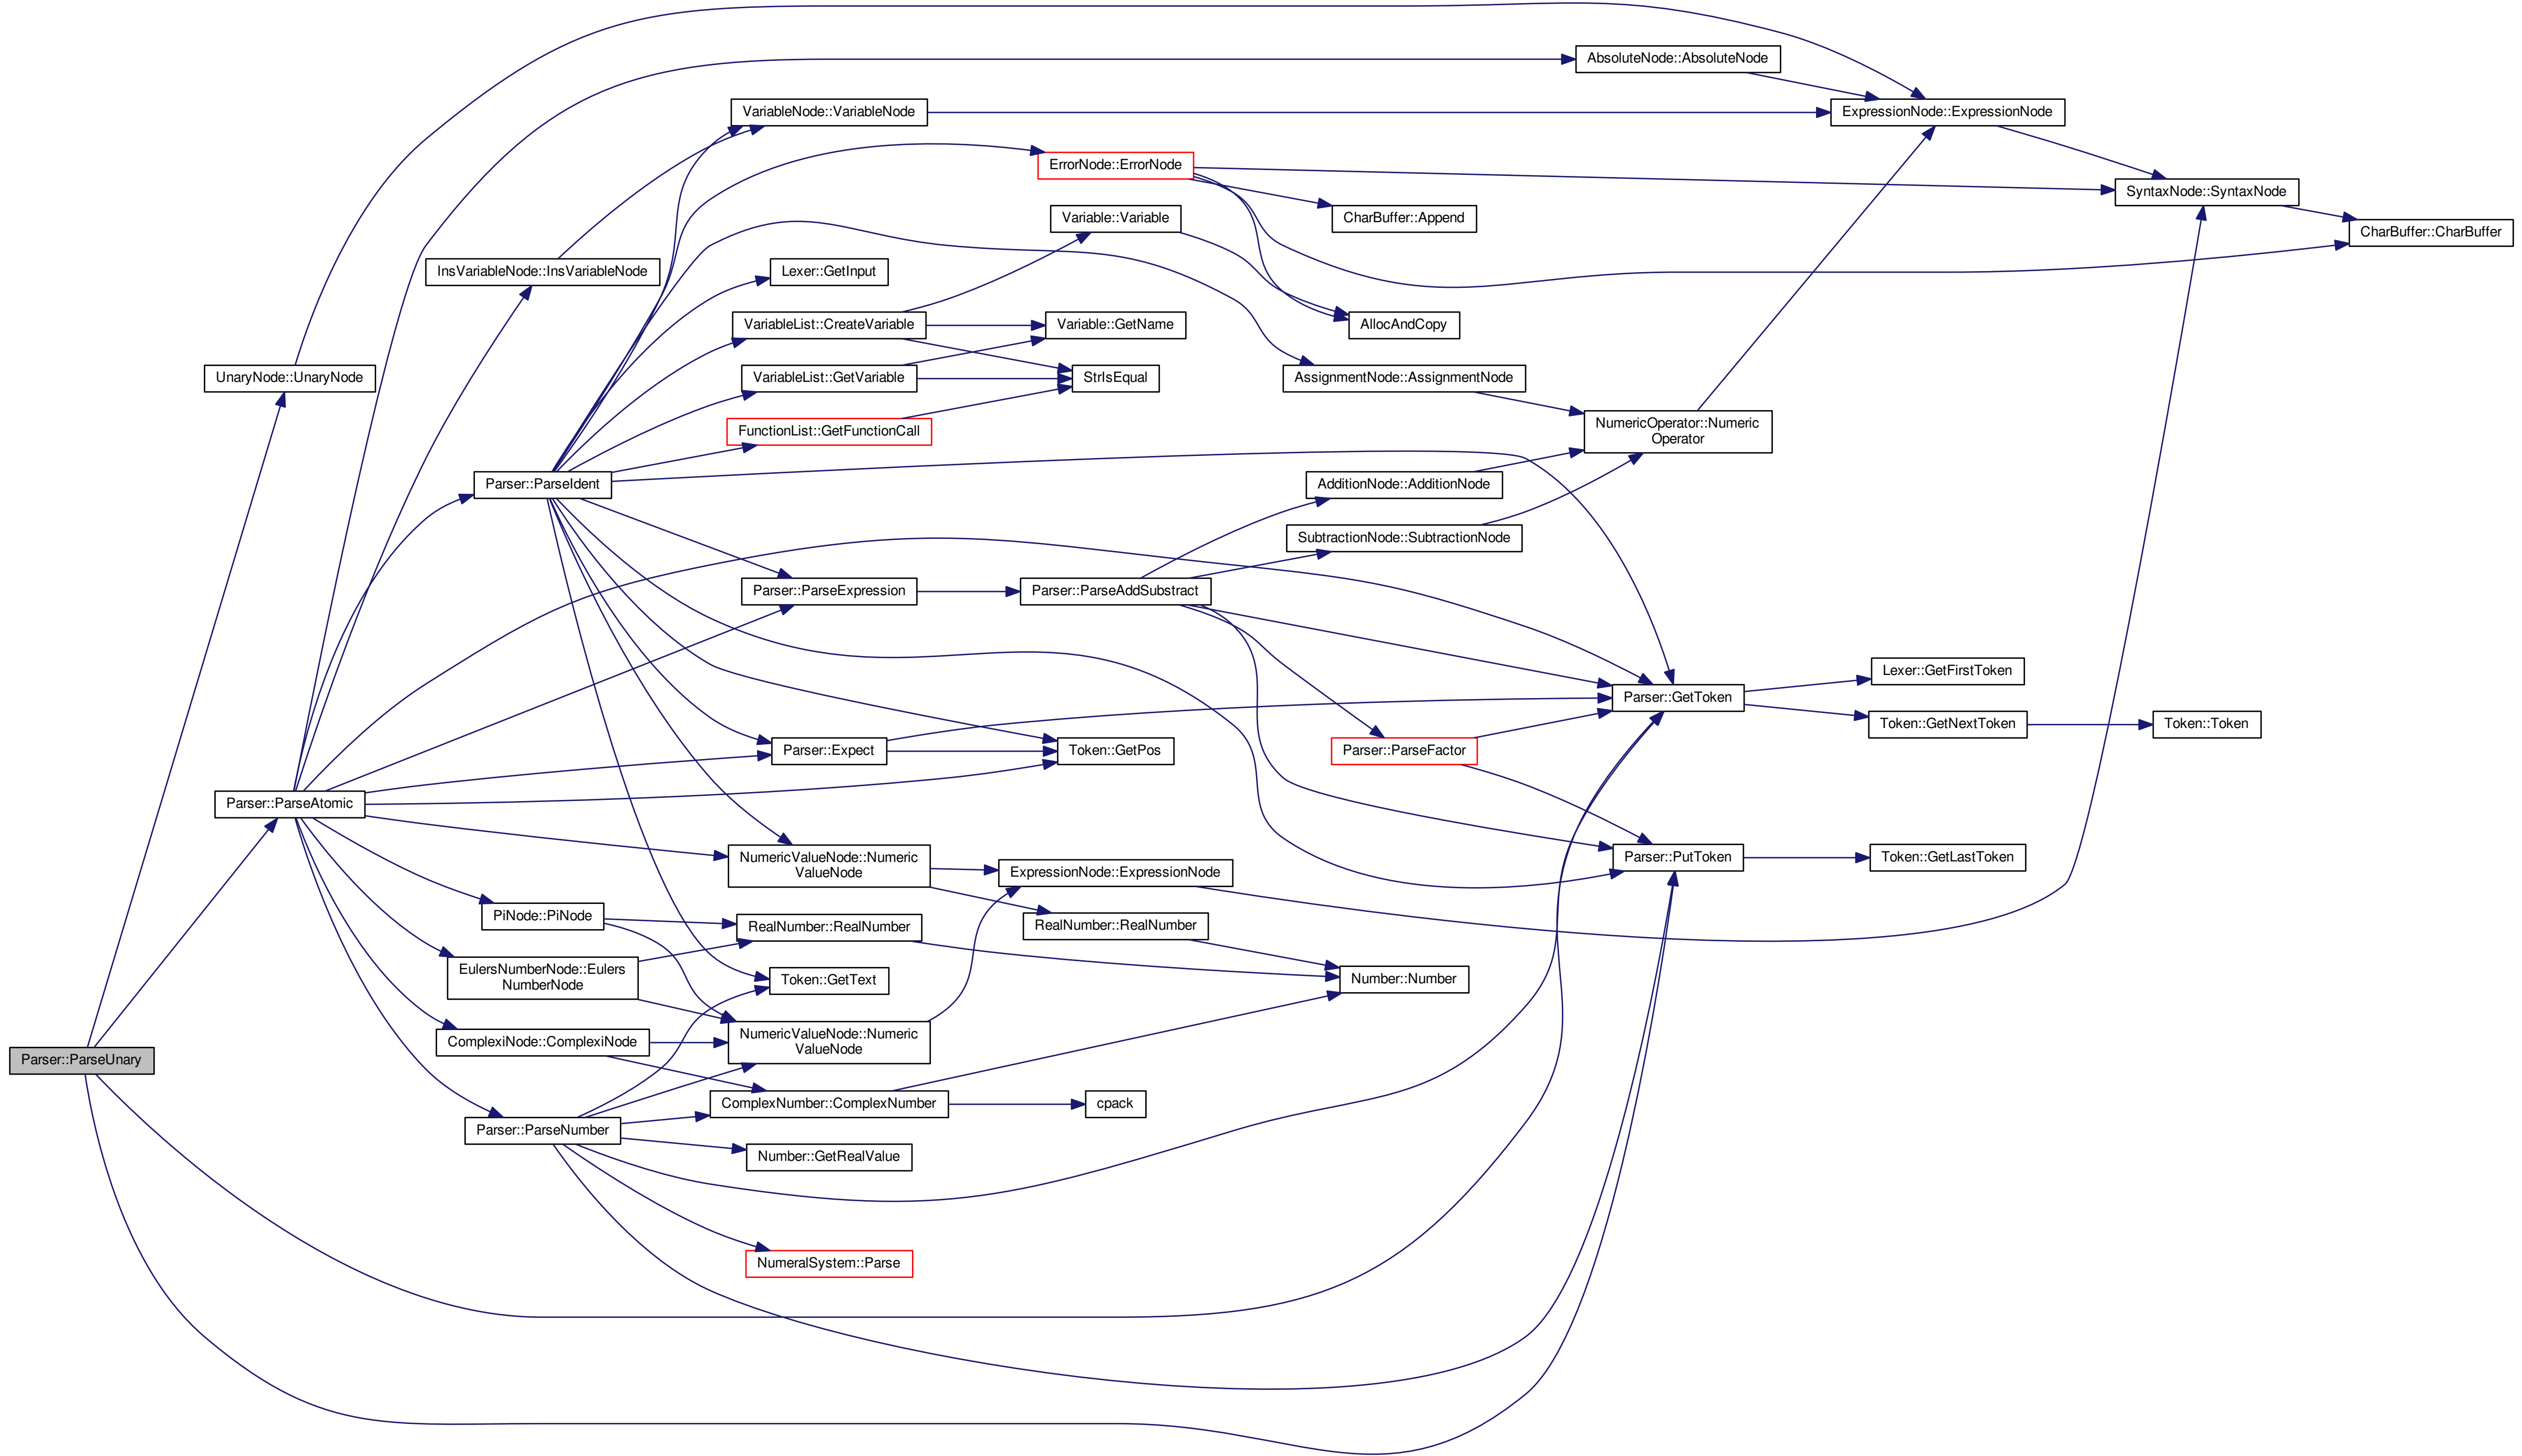 AbsoluteNode::AbsoluteNode
VariableNode::VariableNode
ExpressionNode::ExpressionNode
ErrorNode::ErrorNode
SyntaxNode::SyntaxNode
Variable::Variable
CharBuffer::Append
CharBuffer::CharBuffer
InsVariableNode::InsVariableNode
Lexer::GetInput
VariableList::CreateVariable
Variable::GetName
AllocAndCopy
UnaryNode::UnaryNode
VariableList::GetVariable
StrIsEqual
AssignmentNode::AssignmentNode
FunctionList::GetFunctionCall
NumericOperator::Numeric
Operator
Parser::ParseIdent
AdditionNode::AdditionNode
SubtractionNode::SubtractionNode
Parser::ParseExpression
Parser::ParseAddSubstract
Lexer::GetFirstToken
Parser::GetToken
Token::GetNextToken
Token::Token
Parser::Expect
Token::GetPos
Parser::ParseFactor
Parser::ParseAtomic
NumericValueNode::Numeric
ValueNode
ExpressionNode::ExpressionNode
Parser::PutToken
Token::GetLastToken
PiNode::PiNode
RealNumber::RealNumber
RealNumber::RealNumber
EulersNumberNode::Eulers
NumberNode
Token::GetText
Number::Number
ComplexiNode::ComplexiNode
NumericValueNode::Numeric
ValueNode
Parser::ParseUnary
ComplexNumber::ComplexNumber
cpack
Parser::ParseNumber
Number::GetRealValue
NumeralSystem::Parse